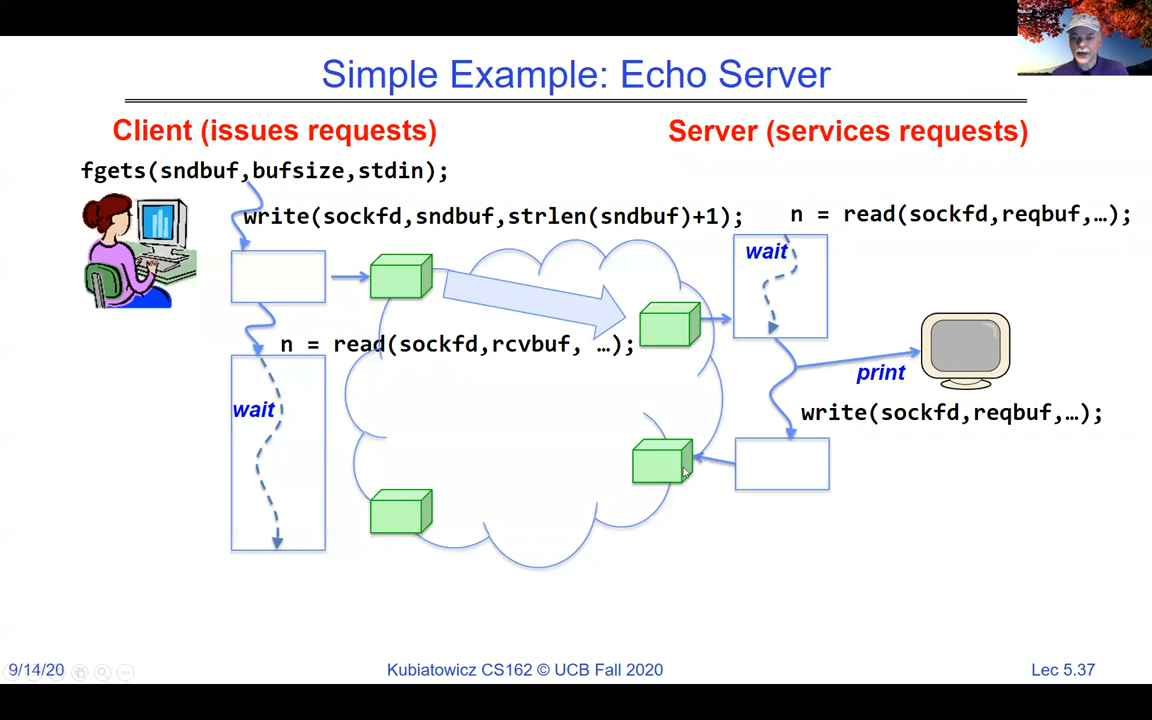 Simple Example: Echo Server
Client (issues requests)
Server (services requests)
fgets(sndbuf,bufsize,stdin);
write(sockfd,sndbuf,strlen(sndbuf)+1);
n = read(sockfd,reqbuf,…);
wait
n = read(sockfd,rcvbuf, …);
print
wait
write(sockfd,reqbuf,…);
9/14/20
Kubiatowicz CS162 © UCB Fall 2020
Lec 5.37